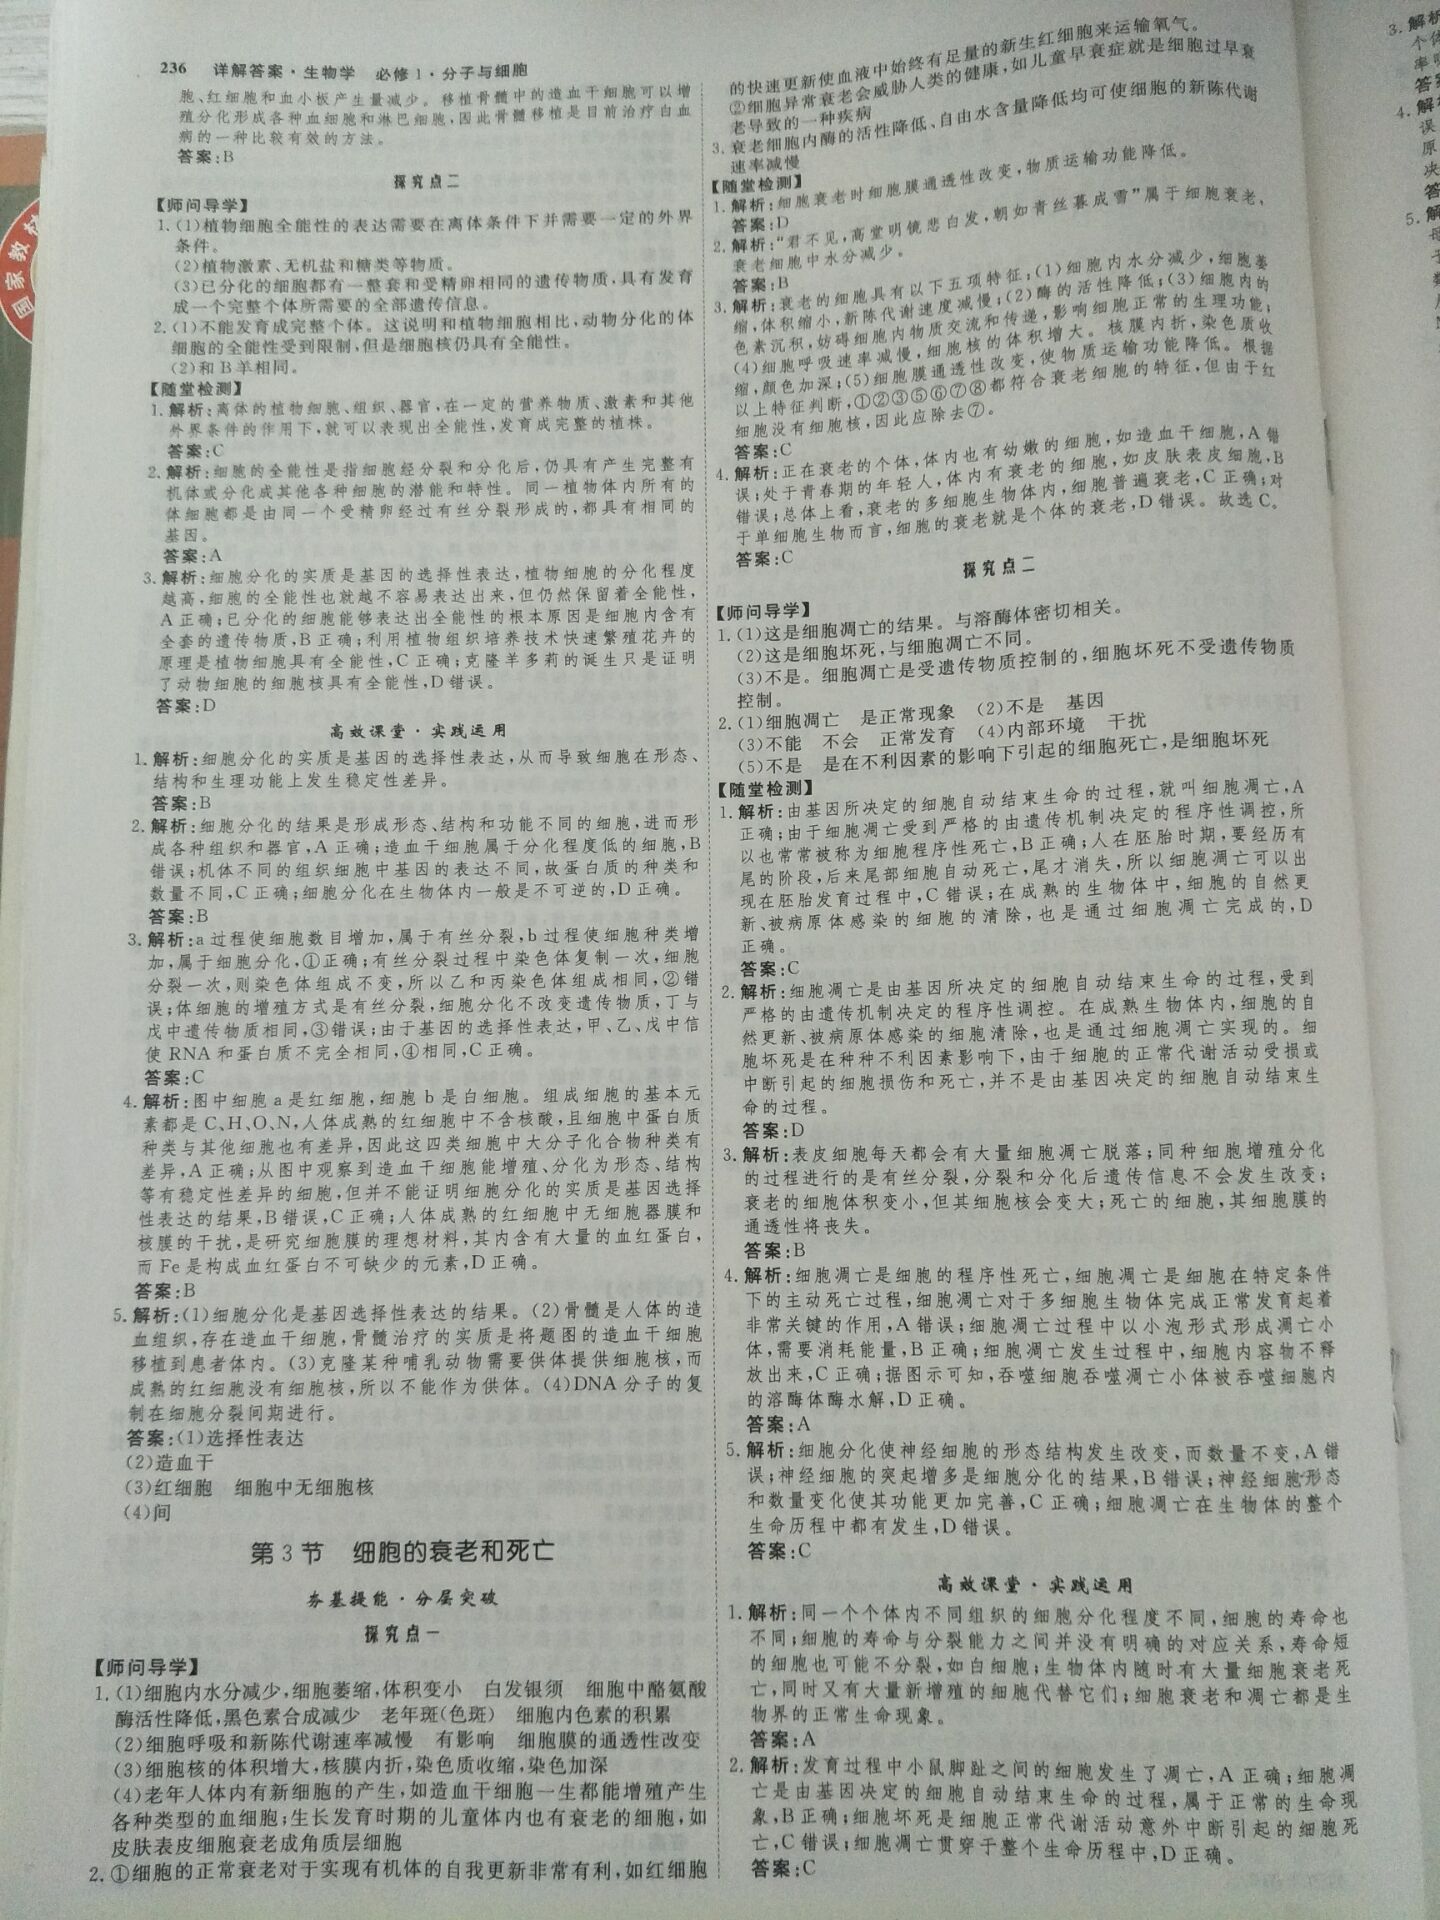 236 详解答案·生物学 必修1·分子与细胞
胞、红细胞和血小板产生量减少。移植骨髓中的造血干细胞可以增
殖分化形成各种血细胞和淋巴细胞,因此骨髓移植是目前治疗白血
病的一种比较有效的方法。
答案:B
探究点二
【师问导学】
1.(1)植物细胞全能性的表达需要在离体条件下并需要一定的外界
条件。
(2)植物激素、无机盐和糖类等物质。
(3)已分化的细胞都有一整套和受精卵相同的遗传物质,具有发育
成一个完整个体所需要的全部遗传信息。
2.(1)不能发育成完整个体。这说明和植物细胞相比,动物分化的体
细胞的全能性受到限制,但是细胞核仍具有全能性。
(2)和B羊相同。
【随堂检测】
1.解析:离体的植物细胞、组织、器官,在一定的营养物质、激素和其他
外界条件的作用下,就可以表现出全能性,发育成完整的植株。
答案:C
2.解析:细胞的全能性是指细胞经分裂和分化后,仍具有产生完整有
机体或分化成其他各种细胞的潜能和特性。同一植物体内所有的
体细胞都是由同一个受精卵经过有丝分裂形成的,都具有相同的
基因。
答案:A
3.解析:细胞分化的实质是基因的选择性表达,植物细胞的分化程度
越高,细胞的全能性也就越不容易表达出来,但仍然保留着全能性,
A正确;已分化的细胞能够表达出全能性的根本原因是细胞内含有
全套的遗传物质,B正确;利用植物组织培养技术快速繁殖花卉的
原理是植物细胞具有全能性,C正确;克隆羊多莉的诞生只是证明
了动物细胞的细胞核具有全能性,D错误。
答案:D
高效课堂·实践运用
1.解析:细胞分化的实质是基因的选择性表达,从而导致细胞在形态、
结构和生理功能上发生稳定性差异。
答案:B
2.解析:细胞分化的结果是形成形态、结构和功能不同的细胞,进而形
成各种组织和器官,A正确;造血干细胞属于分化程度低的细胞,B
错误;机体不同的组织细胞中基因的表达不同,故蛋白质的种类和
数量不同,C正确;细胞分化在生物体内一般是不可逆的,D正确。
答案:B
3.解析:a过程使细胞数目增加,属于有丝分裂,b过程使细胞种类增
加,属于细胞分化,①正确;有丝分裂过程中染色体复制一次,细胞
分裂一次,则染色体组成不变,所以乙和丙染色体组成相同,②错
误;体细胞的增殖方式是有丝分裂,细胞分化不改变遗传物质,丁与
戊中遗传物质相同,③错误;由于基因的选择性表达,甲、乙、戊中信
使RNA和蛋白质不完全相同,④相同,C正确。
答案:C
4.解析:图中细胞a是红细胞,细胞b是白细胞。组成细胞的基本元
素都是C、H、O、N,人体成熟的红细胞中不含核酸,且细胞中蛋白质
种类与其他细胞也有差异,因此这四类细胞中大分子化合物种类有
差异,A正确;从图中观察到造血干细胞能增殖、分化为形态、结构
等有稳定性差异的细胞,但并不能证明细胞分化的实质是基因选择
性表达的结果,B错误,C正确;人体成熟的红细胞中无细胞器膜和
核膜的干扰,是研究细胞膜的理想材料,其内含有大量的血红蛋白,
而Fe是构成血红蛋白不可缺少的元素,D正确。
答案:B
5.解析:(1)细胞分化是基因选择性表达的结果。(2)骨髓是人体的造
血组织,存在造血干细胞,骨髓治疗的实质是将题图的造血干细胞
移植到患者体内。(3)克隆某种哺乳动物需要供体提供细胞核,而
成熟的红细胞没有细胞核,所以不能作为供体。(4)DNA分子的复
制在细胞分裂间期进行。
答案:(1)选择性表达
(2)造血干
(3)红细胞 细胞中无细胞核
(4)间
第3节 细胞的衰老和死亡
夯基提能·分层突破
探究点一
【师问导学】
1.(1)细胞内水分减少,细胞萎缩,体积变小 白发银须 细胞中酪氨酸
酶活性降低,黑色素合成减少 老年斑(色斑) 细胞内色素的积累
(2)细胞呼吸和新陈代谢速率减慢 有影响 细胞膜的通透性改变
(3)细胞核的体积增大,核膜内折,染色质收缩,染色加深
(4)老年人体内有新细胞的产生,如造血干细胞一生都能增殖产生
各种类型的血细胞;生长发育时期的儿童体内也有衰老的细胞,如
皮肤表皮细胞衰老成角质层细胞
2.①细胞的正常衰老对于实现有机体的自我更新非常有利,如红细胞
的快速更新使血液中始终有足量的新生红细胞来运输氧气。
②细胞异常衰老会威胁人类的健康,如儿童早衰症就是细胞过早衰
老导致的一种疾病
3.衰老细胞内酶的活性降低、自由水含量降低均可使细胞的新陈代谢
速率减慢
【随堂检测】
1.解析:细胞衰老时细胞膜通透性改变,物质运输功能降低。
答案:D
2.解析:“君不见,高堂明镜悲白发,朝如青丝暮成雪”属于细胞衰老,
衰老细胞中水分减少。
答案:B
3.解析:衰老的细胞具有以下五项特征:(1)细胞内水分减少,细胞萎
缩,体积缩小,新陈代谢速度减慢;(2)酶的活性降低;(3)细胞内的
色素沉积,妨碍细胞内物质交流和传递,影响细胞正常的生理功能;
(4)细胞呼吸速率减慢,细胞核的体积增大。核膜内折,染色质收
缩,颜色加深;(5)细胞膜通透性改变,使物质运输功能降低。根据
以上特征判断,①②③⑤⑥⑦⑧都符合衰老细胞的特征,但由于红
细胞没有细胞核,因此应除去⑦。
答案:C
4.解析:正在衰老的个体,体内也有幼嫩的细胞,如造血干细胞,A错
误;处于青春期的年轻人,体内有衰老的细胞,如皮肤表皮细胞,B
错误;总体上看,衰老的多细胞生物体内,细胞普遍衰老,C正确;对
于单细胞生物而言,细胞的衰老就是个体的衰老,D错误。故选C。
答案:C
探究点二
【师问导学】
1.(1)这是细胞凋亡的结果。与溶酶体密切相关。
(2)这是细胞坏死,与细胞凋亡不同。
(3)不是。细胞凋亡是受遗传物质控制的,细胞坏死不受遗传物质
控制。
2.(1)细胞凋亡 是正常现象 (2)不是 基因
(3)不能 不会 正常发育 (4)内部环境 干扰
(5)不是 是在不利因素的影响下引起的细胞死亡,是细胞坏死
【随堂检测】
1.解析:由基因所决定的细胞自动结束生命的过程,就叫细胞凋亡,A
正确;由于细胞凋亡受到严格的由遗传机制决定的程序性调控,所
以也常常被称为细胞程序性死亡,B正确;人在胚胎时期,要经历有
尾的阶段,后来尾部细胞自动死亡,尾才消失,所以细胞凋亡可以出
现在胚胎发育过程中,C错误;在成熟的生物体中,细胞的自然更
新、被病原体感染的细胞的清除,也是通过细胞凋亡完成的,D
正确。
答案:C
2.解析:细胞凋亡是由基因所决定的细胞自动结束生命的过程,受到
严格的由遗传机制决定的程序性调控。在成熟生物体内,细胞的自
然更新、被病原体感染的细胞清除,也是通过细胞凋亡实现的。细
胞坏死是在种种不利因素影响下,由于细胞的正常代谢活动受损或
中断引起的细胞损伤和死亡,并不是由基因决定的细胞自动结束生
命的过程。
答案:D
3.解析:表皮细胞每天都会有大量细胞凋亡脱落;同种细胞增殖分化
的过程进行的是有丝分裂,分裂和分化后遗传信息不会发生改变;
衰老的细胞体积变小,但其细胞核会变大;死亡的细胞,其细胞膜的
通透性将丧失。
答案:B
4.解析:细胞凋亡是细胞的程序性死亡,细胞凋亡是细胞在特定条件
下的主动死亡过程,细胞凋亡对于多细胞生物体完成正常发育起着
非常关键的作用,A错误;细胞凋亡过程中以小泡形式形成凋亡小
体,需要消耗能量,B正确;细胞凋亡发生过程中,细胞内容物不释
放出来,C正确;据图示可知,吞噬细胞吞噬凋亡小体被吞噬细胞内
的溶酶体酶水解,D正确。
答案:A
5.解析:细胞分化使神经细胞的形态结构发生改变,而数量不变,A错
误;神经细胞的突起增多是细胞分化的结果,B错误;神经细胞形态
和数量变化使其功能更加完善,C正确;细胞凋亡在生物体的整个
生命历程中都有发生,D错误。
答案:C
高效课堂·实践运用
1.解析:同一个个体内不同组织的细胞分化程度不同,细胞的寿命也
不同;细胞的寿命与分裂能力之间并没有明确的对应关系,寿命短
的细胞也可能不分裂,如白细胞;生物体内随时有大量细胞衰老死
亡,同时又有大量新增殖的细胞代替它们;细胞衰老和凋亡都是生
物界的正常生命现象。
答案:A
2.解析:发育过程中小鼠脚趾之间的细胞发生了凋亡,A正确;细胞凋
亡是由基因决定的细胞自动结束生命的过程,属于正常的生命现
象,B正确;细胞坏死是细胞正常代谢活动意外中断引起的细胞死
亡,C错误;细胞凋亡贯穿于整个生命历程中,D正确。
答案:C
国家教材
3.解析
个体
率
答案
4.解析
误
原
决
答
5.解